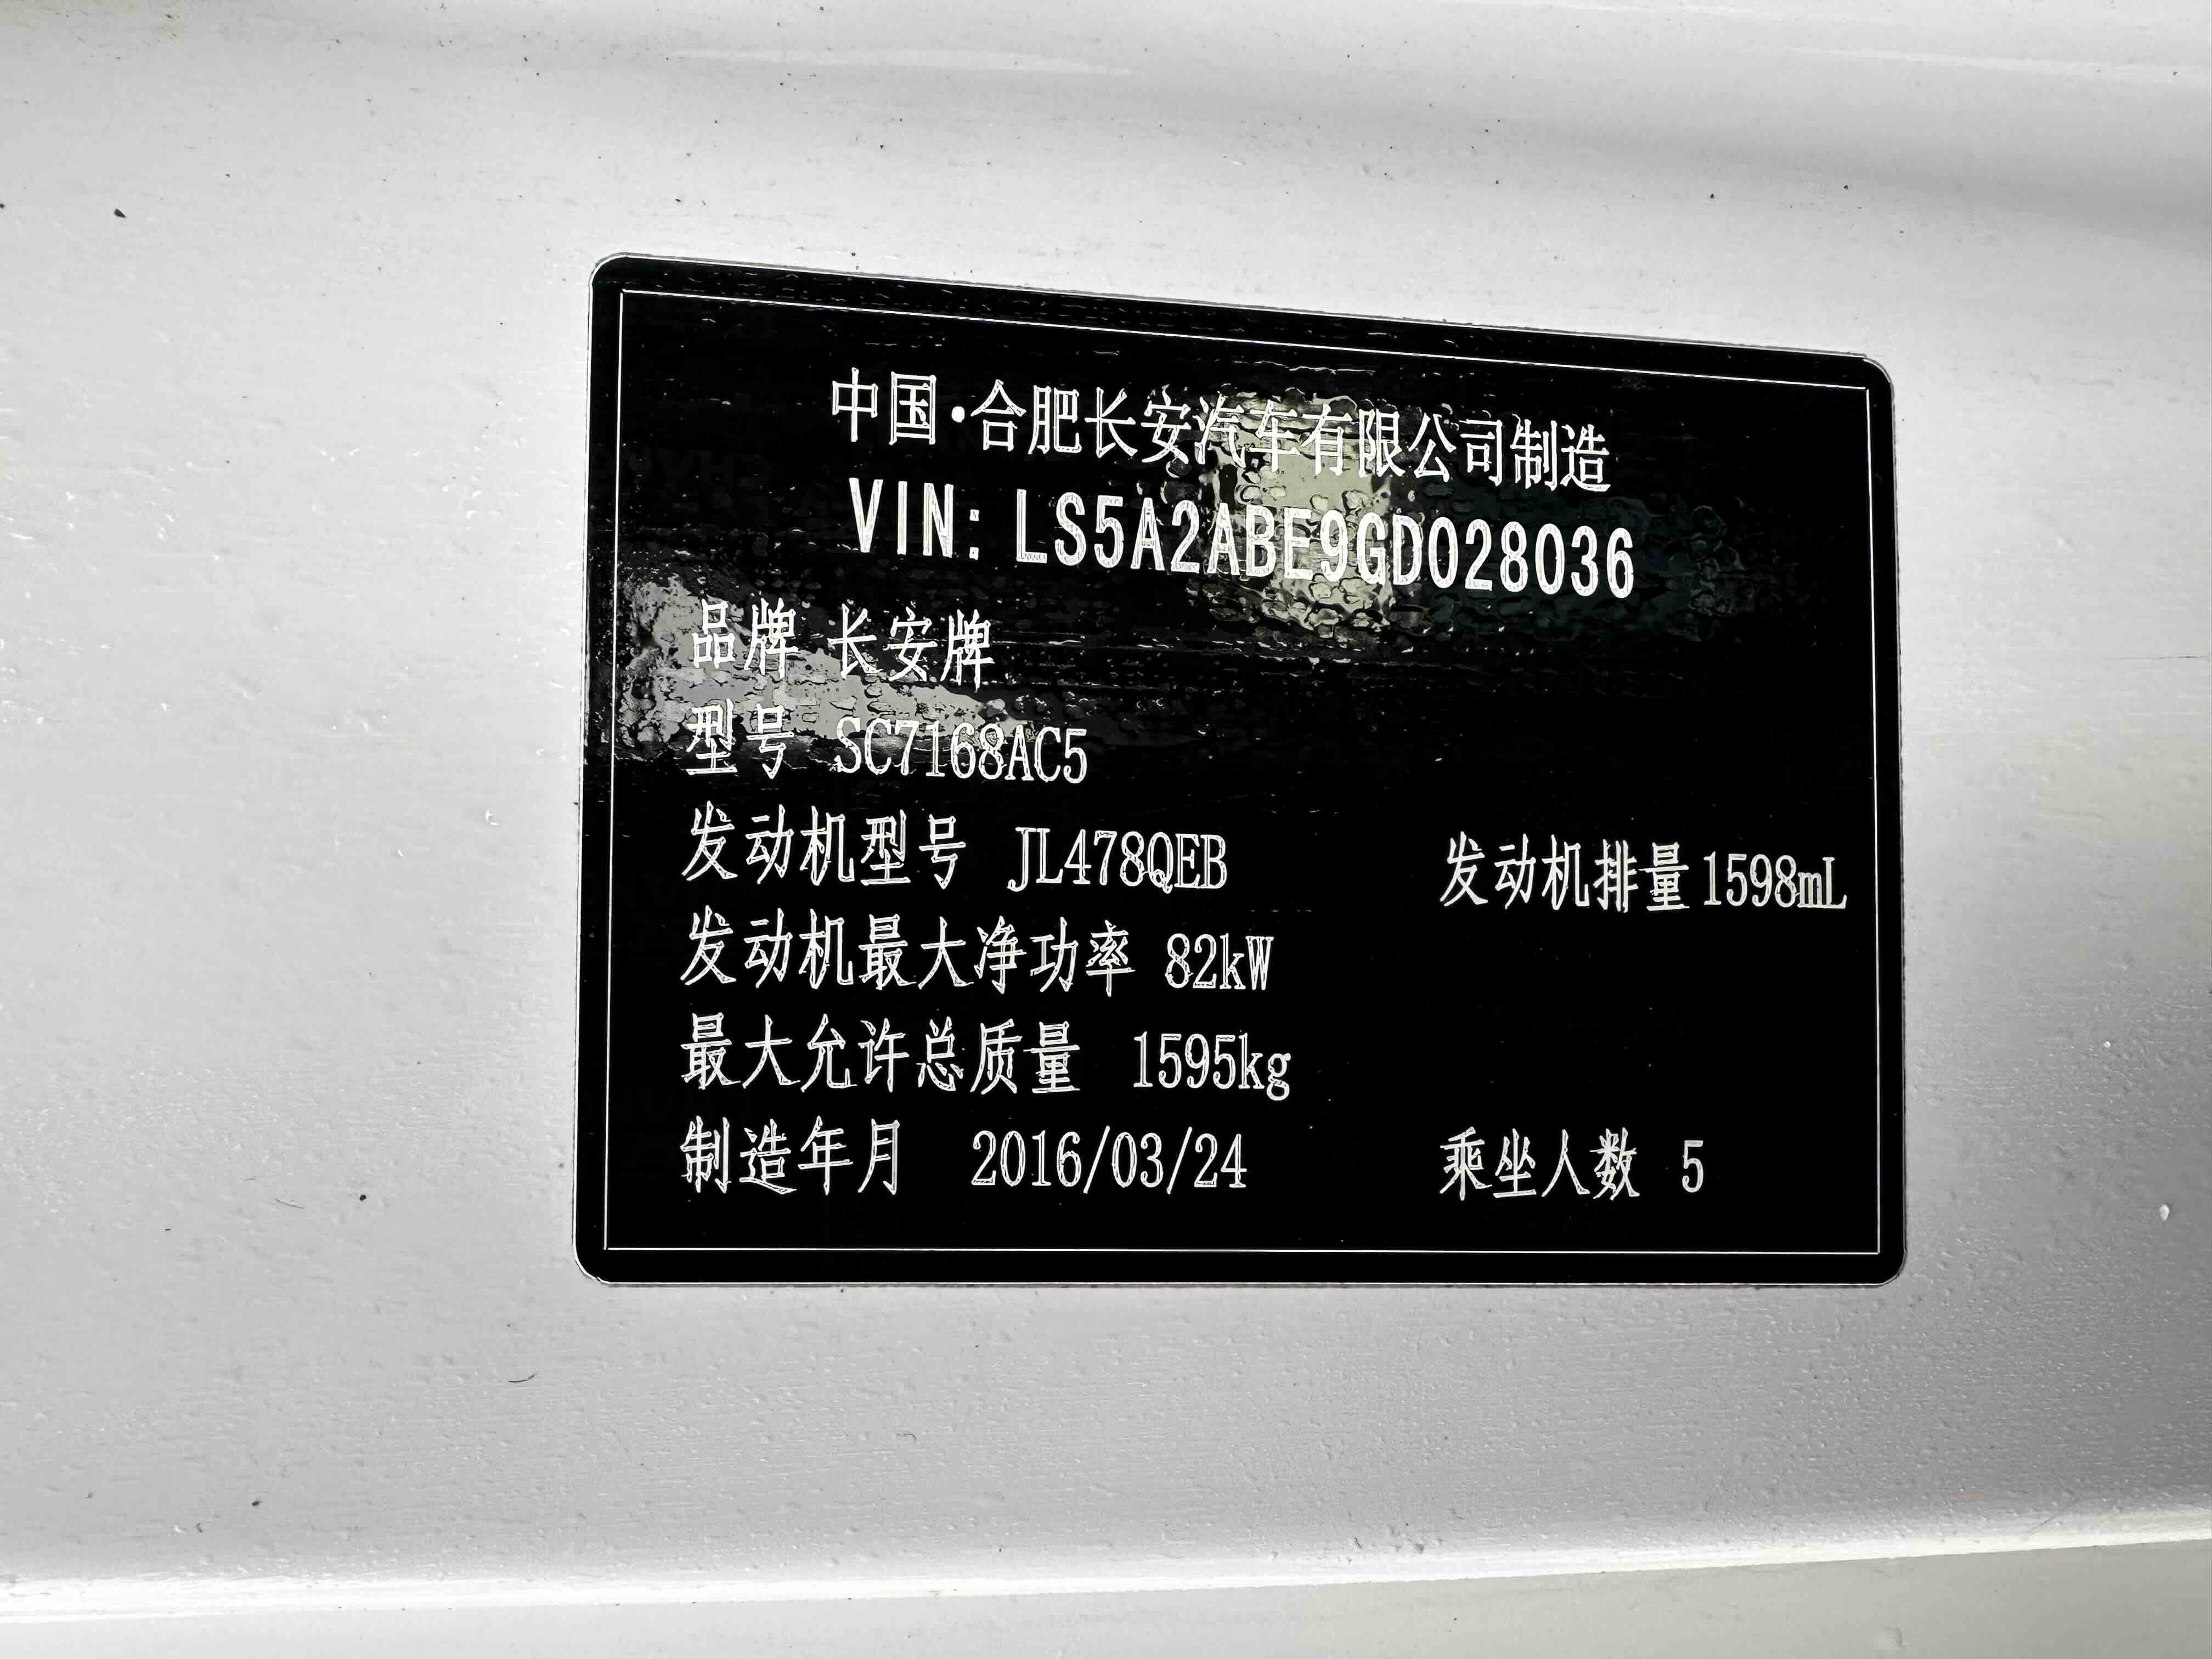 中国·合肥长安汽车有限公司制造
VIN: LS5A2ABE9GD028036
品牌 长安牌
型号 SC7168AC5
发动机型号 JL478QEB 发动机排量 1598mL
发动机最大净功率 82kW
最大允许总质量 1595kg
制造年月 2016/03/24 乘坐人数 5